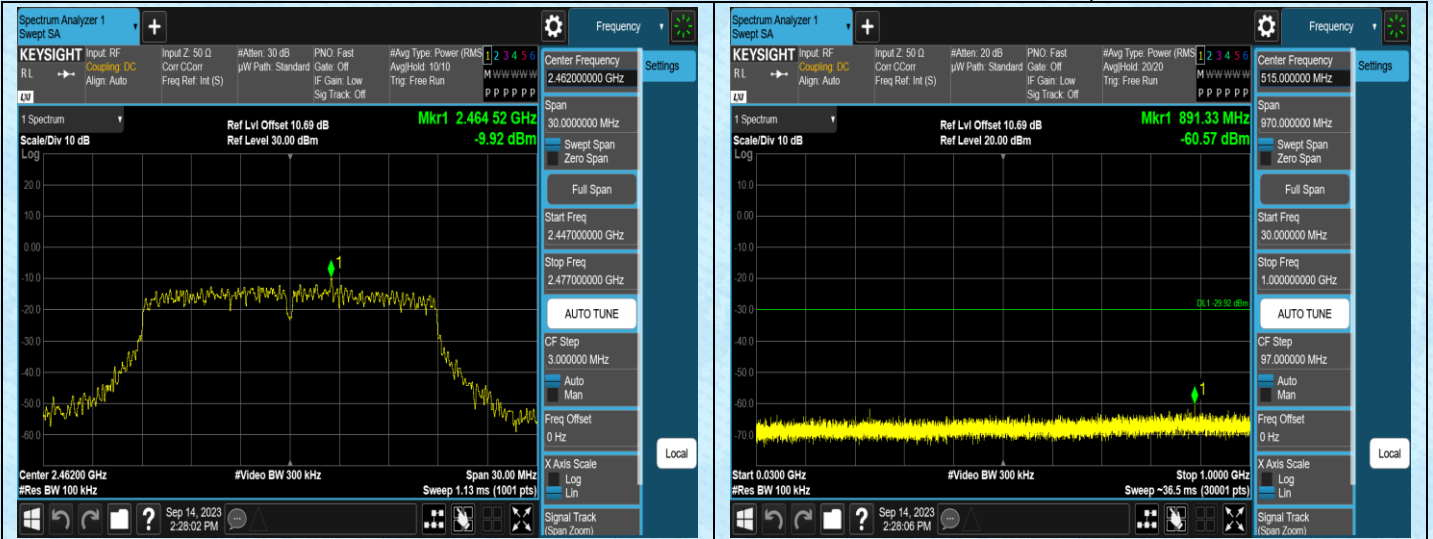 Spectrum Analyzer 1
Swept SA
+
Frequency
KEYSIGHT
RL
LXI
Input: RF
Coupling: DC
Align: Auto
Input Z: 50 Ω
Corr CCorr
Freq Ref: Int (S)
#Atten: 30 dB
µW Path: Standard
PNO: Fast
Gate: Off
IF Gain: Low
Sig Track: Off
#Avg Type: Power (RMS
Avg|Hold: 10/10
Trig: Free Run
1 2 3 4 5 6
M W W W W W
P P P P P P
Center Frequency
2.462000000 GHz
Settings
Span
30.0000000 MHz
Swept Span
Zero Span
Full Span
Start Freq
2.447000000 GHz
Stop Freq
2.477000000 GHz
AUTO TUNE
CF Step
3.000000 MHz
Auto
Man
Freq Offset
0 Hz
X Axis Scale
Log
Lin
Signal Track
(Span Zoom)
Local
1 Spectrum
Scale/Div 10 dB
Log
Ref Lvl Offset 10.69 dB
Ref Level 30.00 dBm
Mkr1 2.464 52 GHz
-9.92 dBm
20.0
10.0
0.00
-10.0
-20.0
-30.0
-40.0
-50.0
-60.0
1
Center 2.46200 GHz
#Res BW 100 kHz
#Video BW 300 kHz
Span 30.00 MHz
Sweep 1.13 ms (1001 pts)
?
Sep 14, 2023
2:28:02 PM
Spectrum Analyzer 1
Swept SA
+
Frequency
KEYSIGHT
RL
LXI
Input: RF
Coupling: DC
Align: Auto
Input Z: 50 Ω
Corr CCorr
Freq Ref: Int (S)
#Atten: 20 dB
µW Path: Standard
PNO: Fast
Gate: Off
IF Gain: Low
Sig Track: Off
#Avg Type: Power (RMS
Avg|Hold: 20/20
Trig: Free Run
1 2 3 4 5 6
M W W W W W
P P P P P P
Center Frequency
515.000000 MHz
Settings
Span
970.000000 MHz
Swept Span
Zero Span
Full Span
Start Freq
30.000000 MHz
Stop Freq
1.000000000 GHz
AUTO TUNE
CF Step
97.000000 MHz
Auto
Man
Freq Offset
0 Hz
X Axis Scale
Log
Lin
Signal Track
(Span Zoom)
Local
1 Spectrum
Scale/Div 10 dB
Log
Ref Lvl Offset 10.69 dB
Ref Level 20.00 dBm
Mkr1 891.33 MHz
-60.57 dBm
10.0
0.00
-10.0
-20.0
-30.0
-40.0
-50.0
-60.0
-70.0
DL1 -29.92 dBm
1
Start 0.0300 GHz
#Res BW 100 kHz
#Video BW 300 kHz
Stop 1.0000 GHz
Sweep ~36.5 ms (30001 pts)
?
Sep 14, 2023
2:28:06 PM